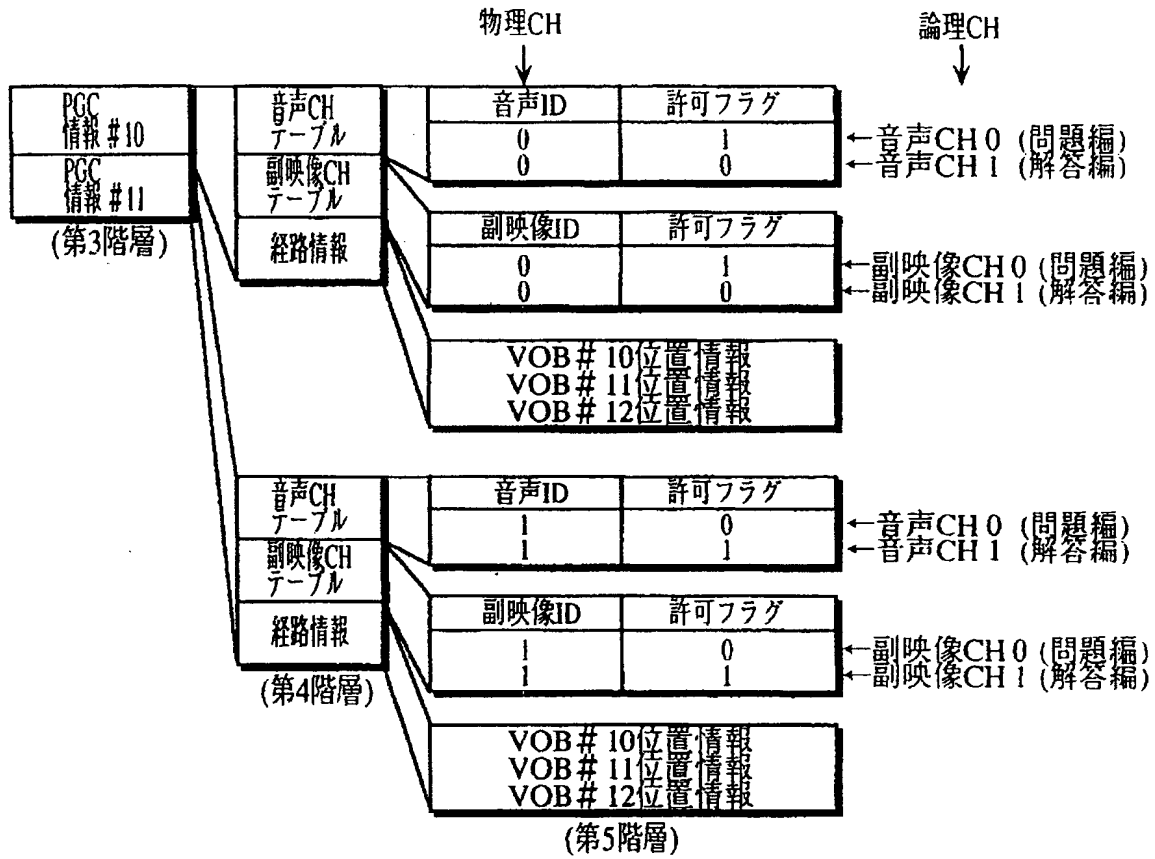 物理CH
論理CH
PGC
情報#10
PGC
情報#11
(第3階層)
音声CH
テーブル
副映像CH
テーブル
経路情報
音声ID 許可フラグ
0 1 ←音声CH 0 (問題編)
0 0 ←音声CH 1 (解答編)
副映像ID 許可フラグ
0 1 ←副映像CH 0 (問題編)
0 0 ←副映像CH 1 (解答編)
VOB# 10位置情報
VOB# 11位置情報
VOB# 12位置情報
音声CH
テーブル
副映像CH
テーブル
経路情報
(第4階層)
音声ID 許可フラグ
1 0 ←音声CH 0 (問題編)
1 1 ←音声CH 1 (解答編)
副映像ID 許可フラグ
1 0 ←副映像CH 0 (問題編)
1 1 ←副映像CH 1 (解答編)
VOB# 10位置情報
VOB# 11位置情報
VOB# 12位置情報
(第5階層)